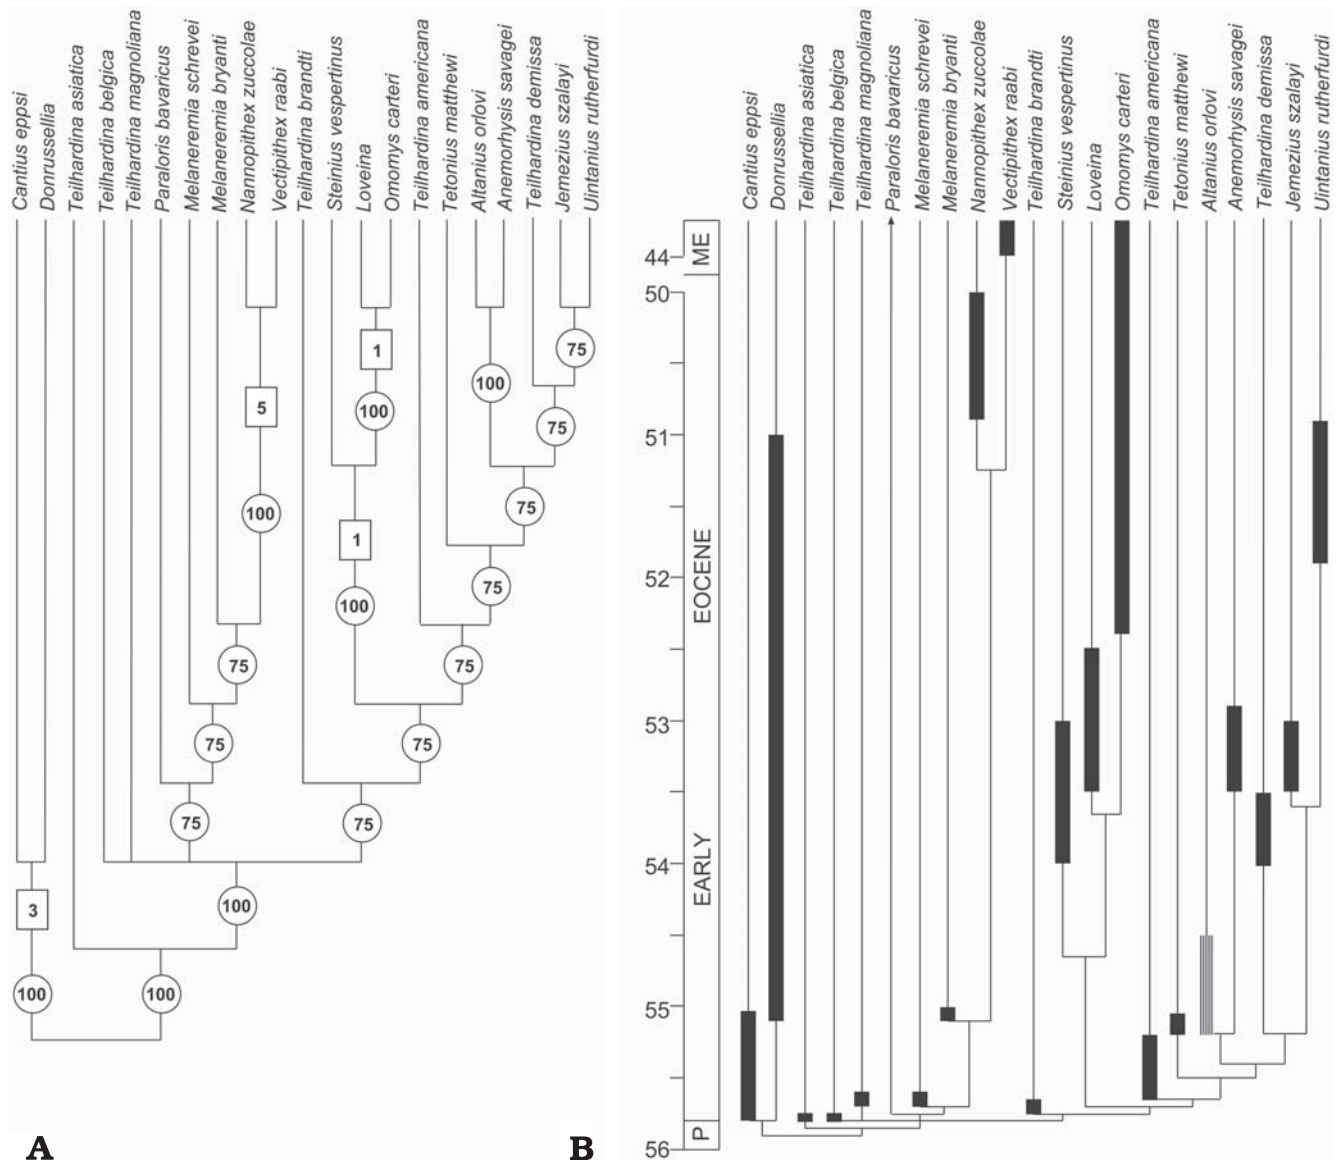 Cantius eppsi
Donrussellia
Teilhardina asiatica
Teilhardina belgica
Teilhardina magnoliana
Paraloris bavaricus
Melaneremia schrevei
Melaneremia bryanti
Nannopithex zuccolae
Vectipithex raabi
Teilhardina brandti
Steinius vespertinus
Loveina
Omomys carteri
Teilhardina americana
Tetonius matthewi
Altanius orlovi
Anemorhysis savagei
Teilhardina demissa
Jemezius szalayi
Uintanius rutherfurdi
1
75
100
5
100
75
100
75
1
75
100
75
75
75
75
75
75
3
100
100
100
A
Cantius eppsi
Donrussellia
Teilhardina asiatica
Teilhardina belgica
Teilhardina magnoliana
Paraloris bavaricus
Melaneremia schrevei
Melaneremia bryanti
Nannopithex zuccolae
Vectipithex raabi
Teilhardina brandti
Steinius vespertinus
Loveina
Omomys carteri
Teilhardina americana
Tetonius matthewi
Altanius orlovi
Anemorhysis savagei
Teilhardina demissa
Jemezius szalayi
Uintanius rutherfurdi
44
ME
50
51
52
EOCENE
53
54
EARLY
55
P
56
B